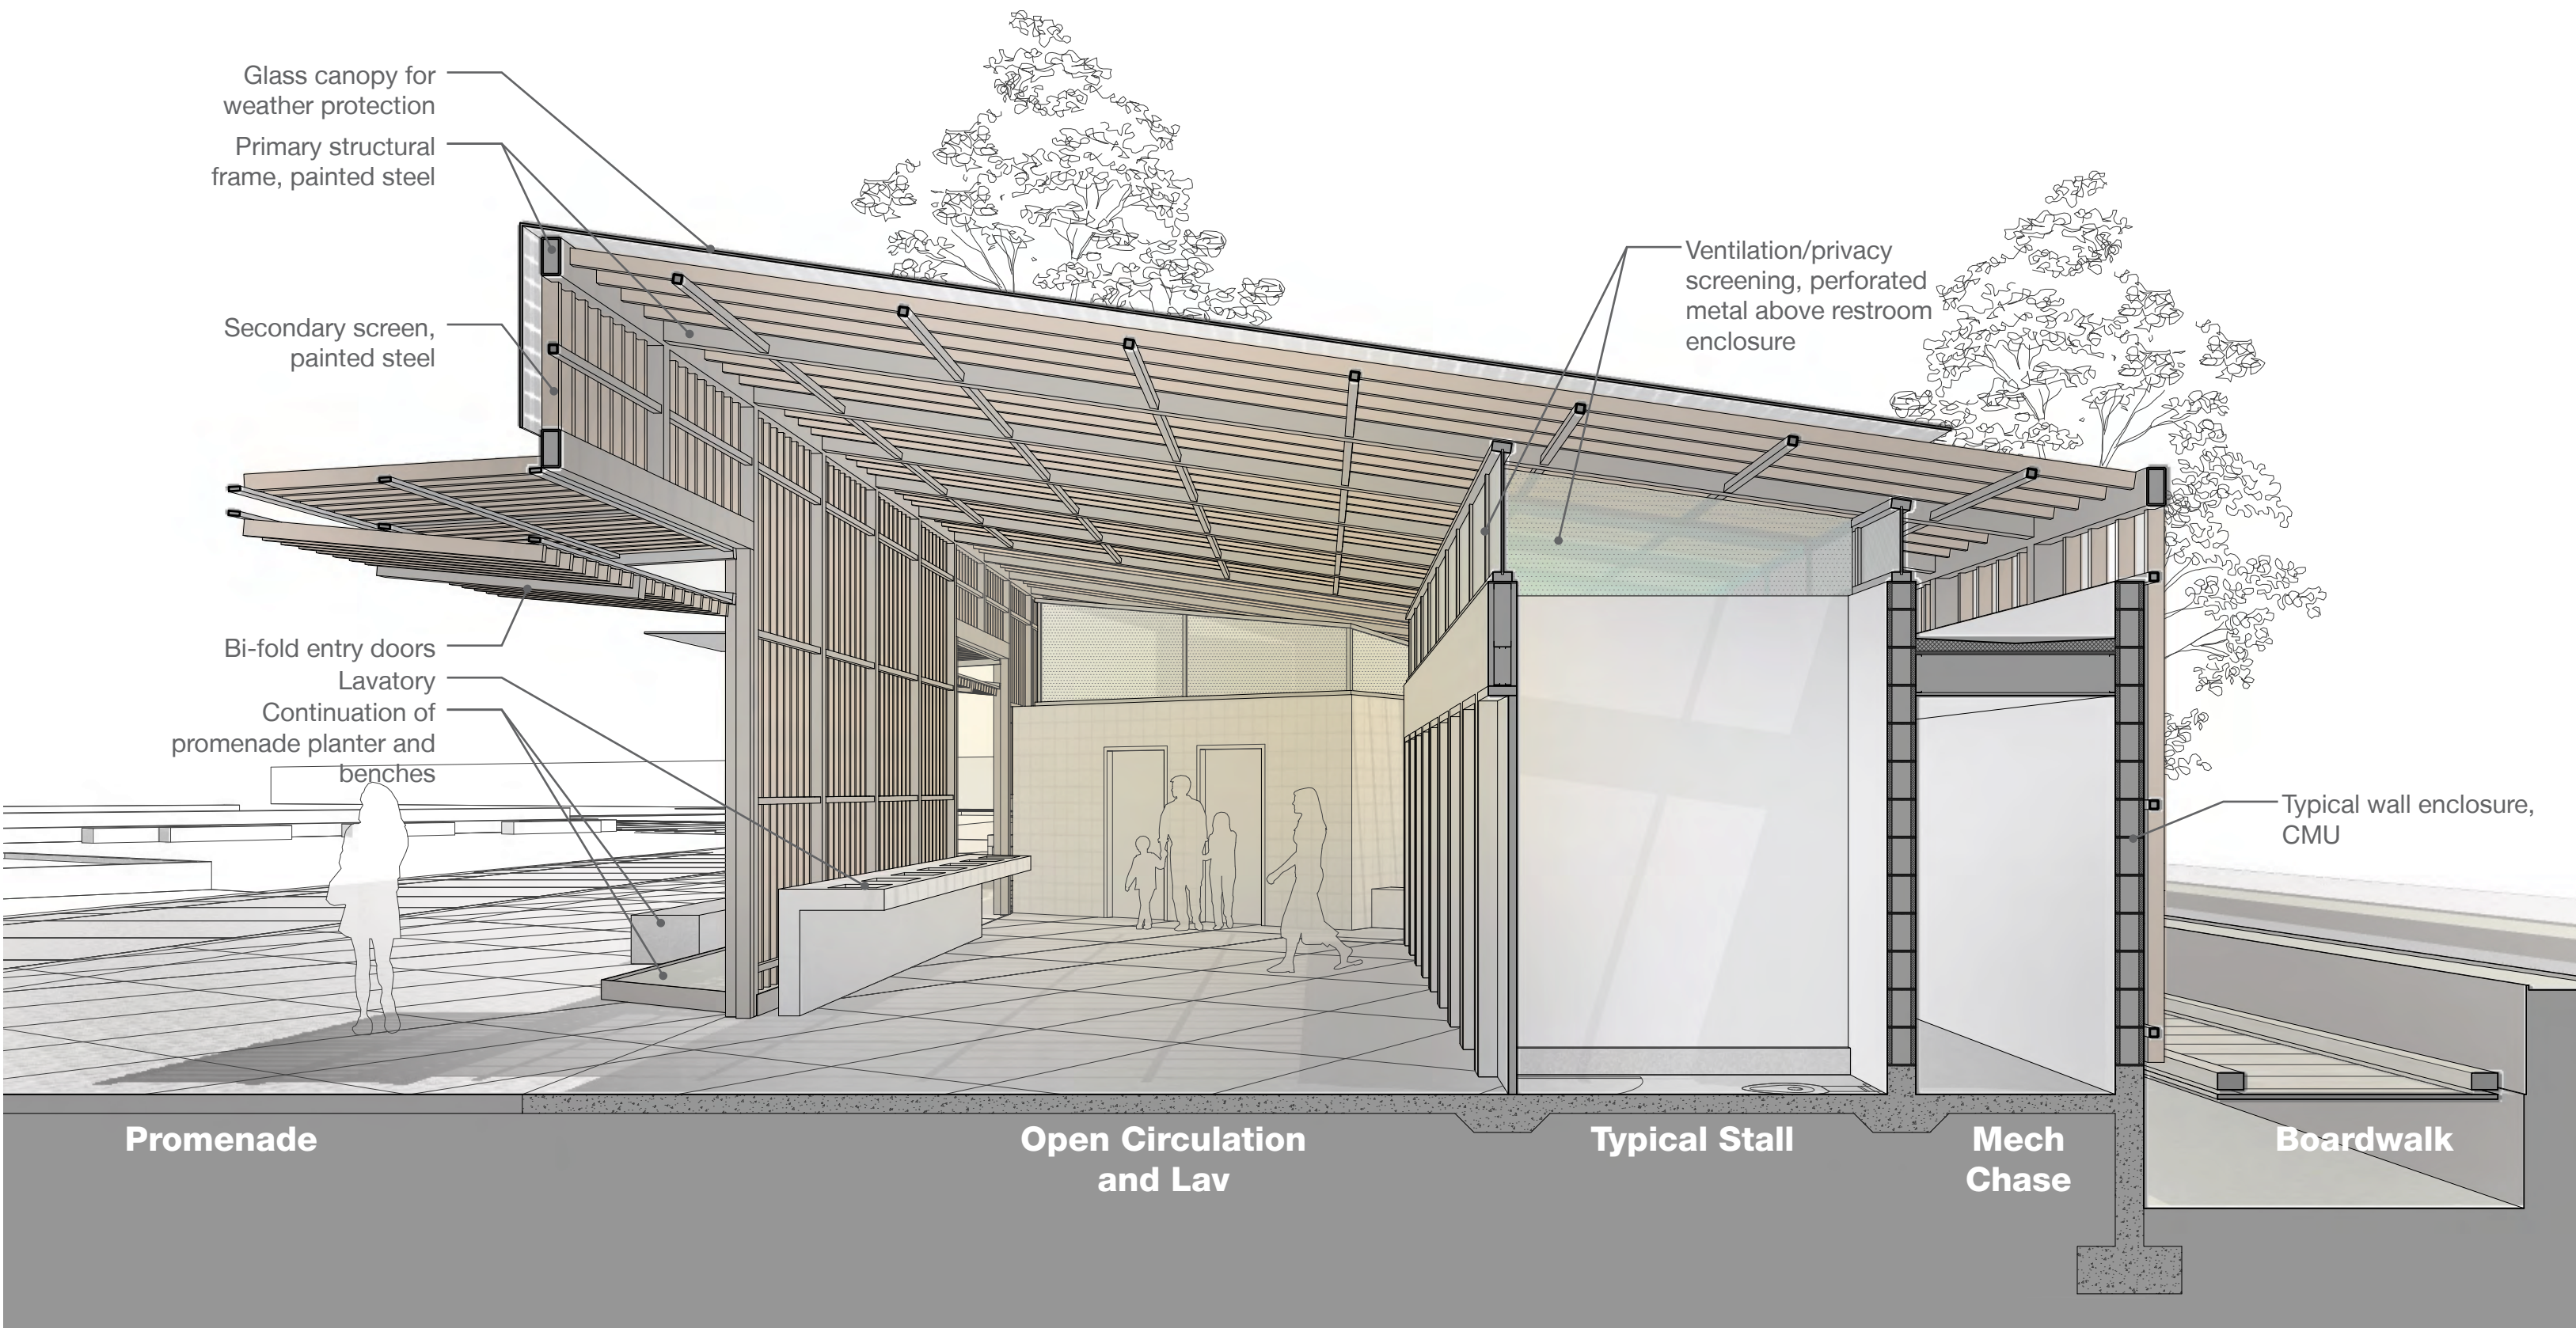 Glass canopy for
weather protection
Primary structural
frame, painted steel
Secondary screen,
painted steel
Bi-fold entry doors
Lavatory
Continuation of
promenade planter and
benches
Ventilation/privacy
screening, perforated
metal above restroom
enclosure
Typical wall enclosure,
CMU
Promenade
Open Circulation
and Lav
Typical Stall
Mech
Chase
Boardwalk